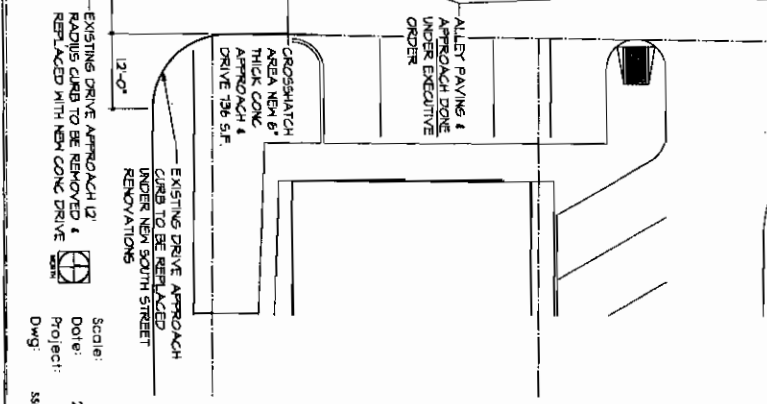 ALLEY PAVING &
APPROACH DONE
UNDER EXECUTIVE
ORDER
CROSSHATCH
AREA NEW 6"
THICK CONC
APPROACH &
DRIVE 736 S.F.
EXISTING DRIVE APPROACH
CURB TO BE REPLACED
UNDER NEW SOUTH STREET
RENOVATIONS
12'-0"
EXISTING DRIVE APPROACH 12'
RADIUS CURB TO BE REMOVED &
REPLACED WITH NEW CONC DRIVE
NORTH
Scale:
Date:
Project:
Dwg: